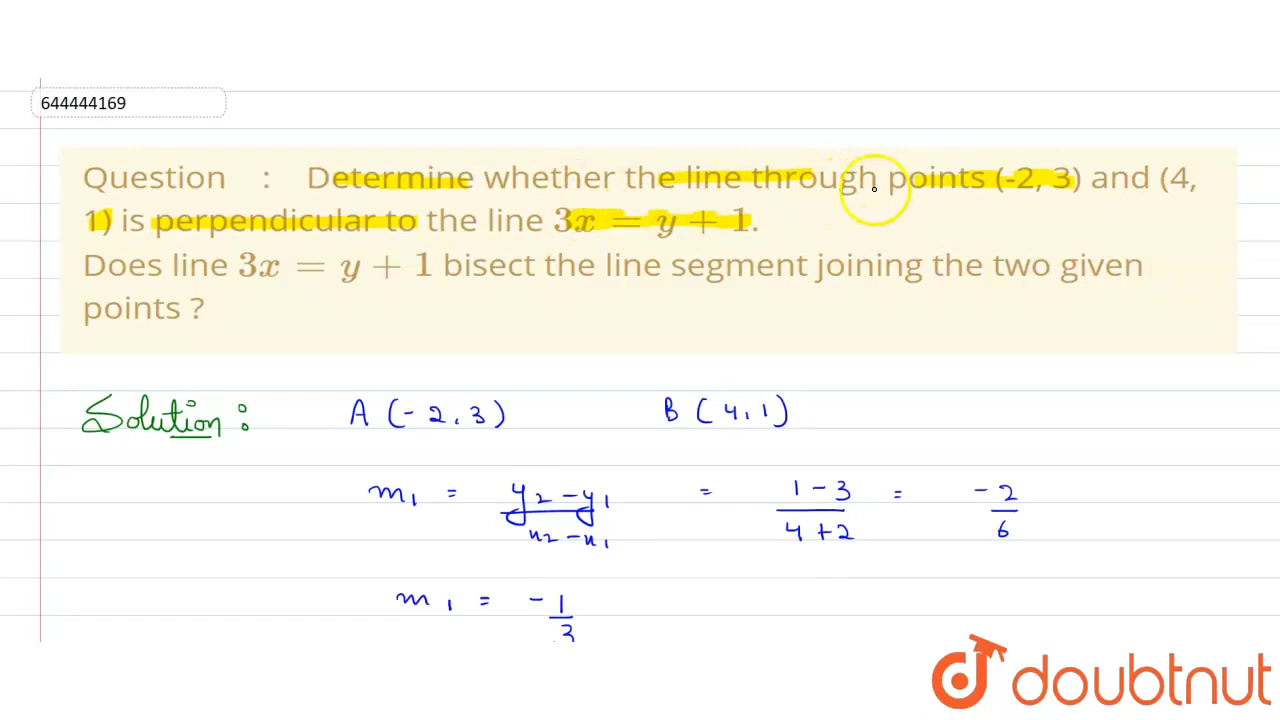 644444169
Question : Determine whether the line through points (-2, 3) and (4,
1) is perpendicular to the line 3x = y + 1.
Does line 3x = y + 1 bisect the line segment joining the two given
points ?
Solution :
A (-2, 3) B (4, 1)
m₁ = y₂ - y₁ / x₂ - x₁ = 1 - 3 / 4 + 2 = -2 / 6
m₁ = - 1 / 3
doubtnut